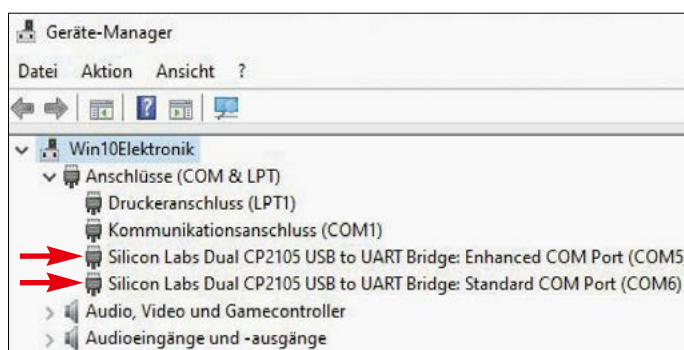 Geräte-Manager
Datei Aktion Ansicht ?
Win10Elektronik
Anschlüsse (COM & LPT)
Druckeranschluss (LPT1)
Kommunikationsanschluss (COM1)
Silicon Labs Dual CP2105 USB to UART Bridge: Enhanced COM Port (COM5
Silicon Labs Dual CP2105 USB to UART Bridge: Standard COM Port (COM6)
Audio, Video und Gamecontroller
Audioeingänge und -ausgänge